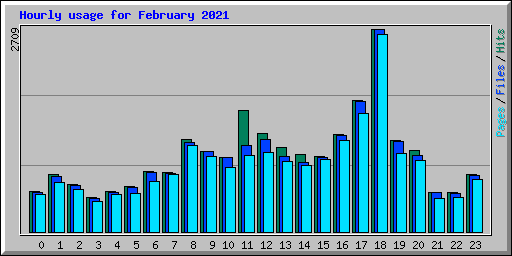 Hourly usage for February 2021
2709
Pages / Files / Hits
0 1 2 3 4 5 6 7 8 9 10 11 12 13 14 15 16 17 18 19 20 21 22 23